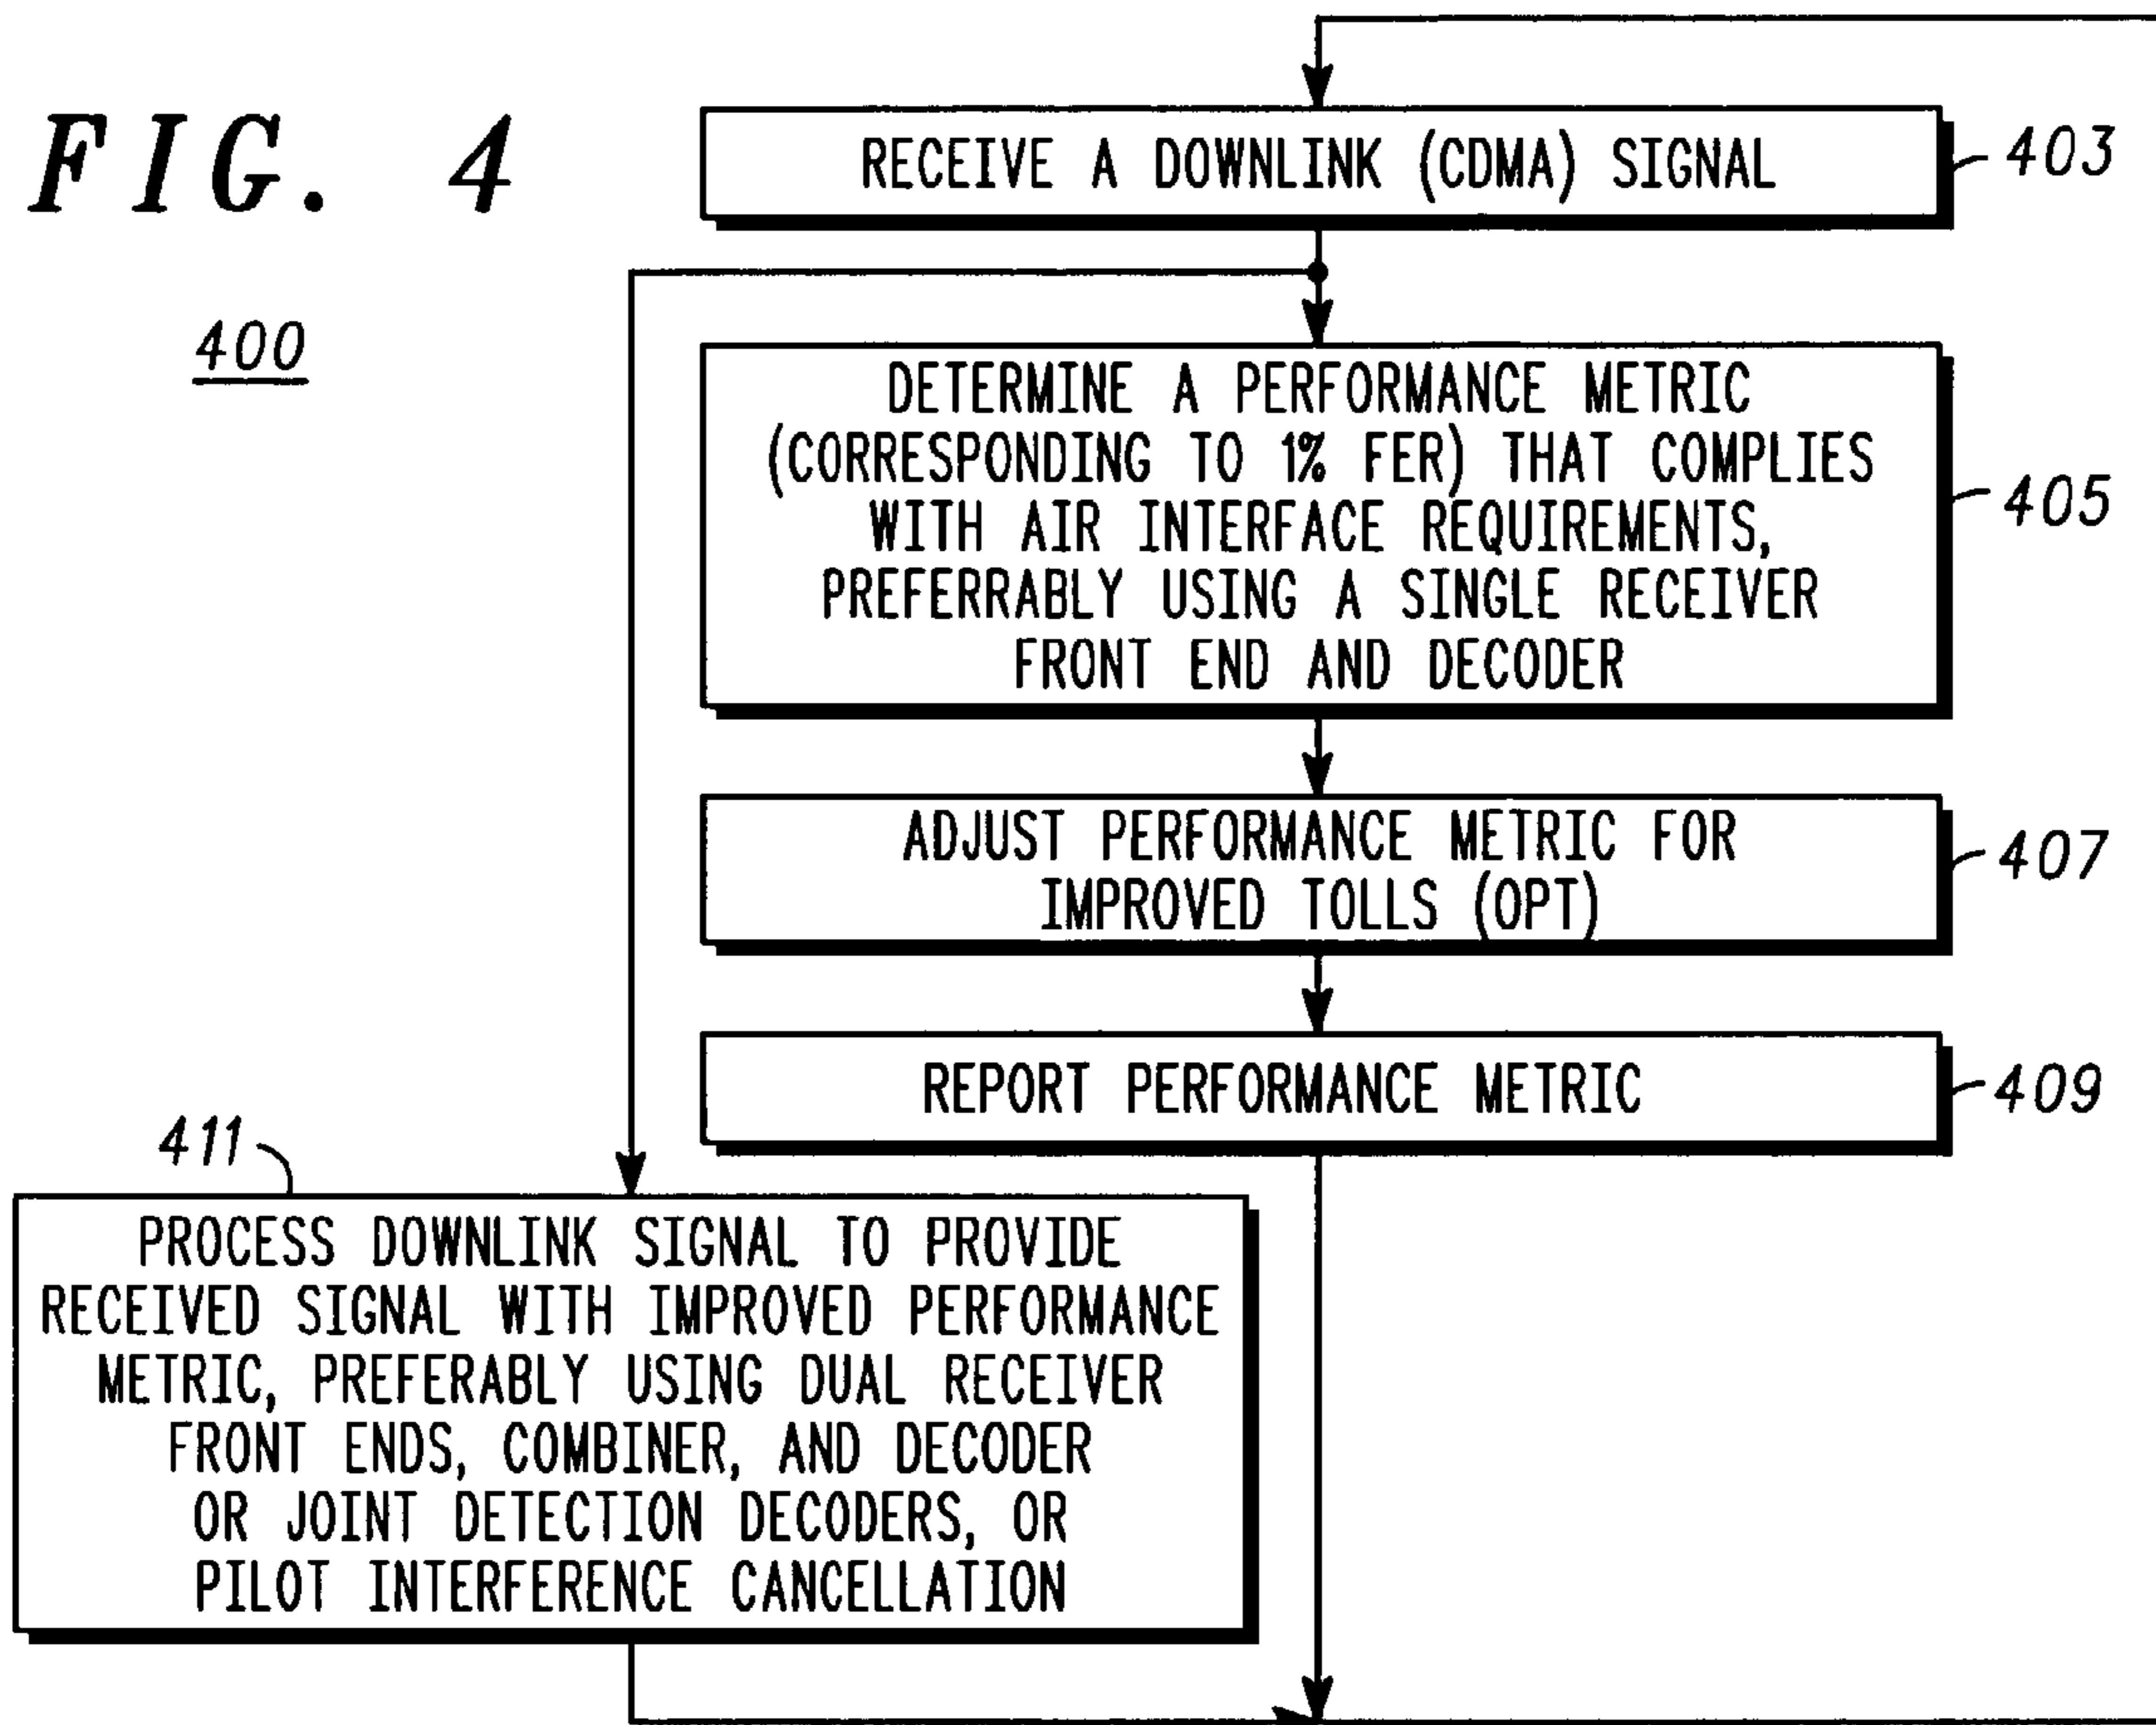 FIG. 4
400
RECEIVE A DOWNLINK (CDMA) SIGNAL
403
DETERMINE A PERFORMANCE METRIC
(CORRESPONDING TO 1% FER) THAT COMPLIES
WITH AIR INTERFACE REQUIREMENTS,
PREFERRABLY USING A SINGLE RECEIVER
FRONT END AND DECODER
405
ADJUST PERFORMANCE METRIC FOR
IMPROVED TOLLS (OPT)
407
REPORT PERFORMANCE METRIC
409
411
PROCESS DOWNLINK SIGNAL TO PROVIDE
RECEIVED SIGNAL WITH IMPROVED PERFORMANCE
METRIC, PREFERABLY USING DUAL RECEIVER
FRONT ENDS, COMBINER, AND DECODER
OR JOINT DETECTION DECODERS, OR
PILOT INTERFERENCE CANCELLATION